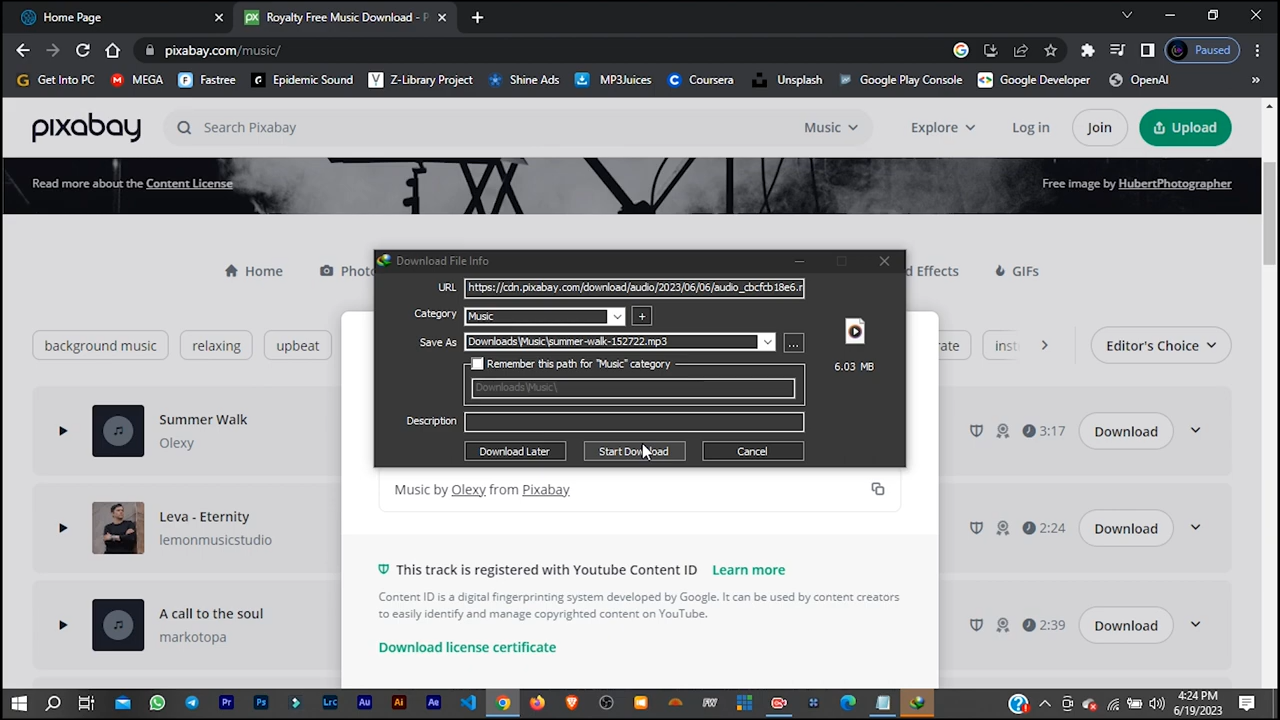 Home Page
Royalty Free Music Download - P
pixabay.com/music/
Paused
Get Into PC
MEGA
Fastree
Epidemic Sound
Z-Library Project
Shine Ads
MP3Juices
Coursera
Unsplash
Google Play Console
Google Developer
OpenAI
pixabay
Search Pixabay
Music
Explore
Log in
Join
Upload
Read more about the Content License
Free image by HubertPhotographer
Home
Photo
d Effects
GIFs
Download File Info
URL
https://cdn.pixabay.com/download/audio/2023/06/06/audio_cbcfcb18e6.r
Category
Music
+
Save As
Downloads\Music\summer-walk-152722.mp3
...
6.03 MB
Remember this path for "Music" category
Downloads\Music\
Description
Download Later
Start Download
Cancel
background music
relaxing
upbeat
rate
inst
Editor's Choice
Summer Walk
Olexy
3:17
Download
Music by Olexy from Pixabay
Leva - Eternity
lemonmusicstudio
2:24
Download
This track is registered with Youtube Content ID Learn more
Content ID is a digital fingerprinting system developed by Google. It can be used by content creators
to easily identify and manage copyrighted content on YouTube.
Download license certificate
A call to the soul
markotopa
2:39
Download
Pr
Ps
Lrc
Au
Ai
Ae
4:24 PM
6/19/2023